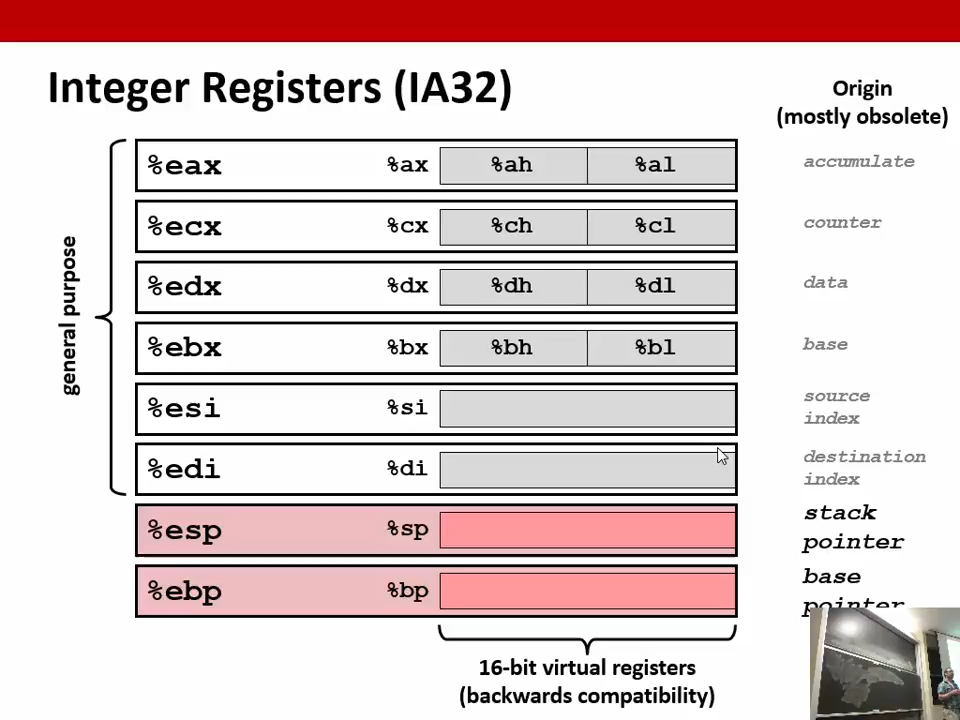 Integer Registers (IA32)
Origin
(mostly obsolete)
general purpose
%eax %ax %ah %al accumulate
%ecx %cx %ch %cl counter
%edx %dx %dh %dl data
%ebx %bx %bh %bl base
%esi %si source
index
%edi %di destination
index
%esp %sp stack
pointer
%ebp %bp base
pointer
16-bit virtual registers
(backwards compatibility)